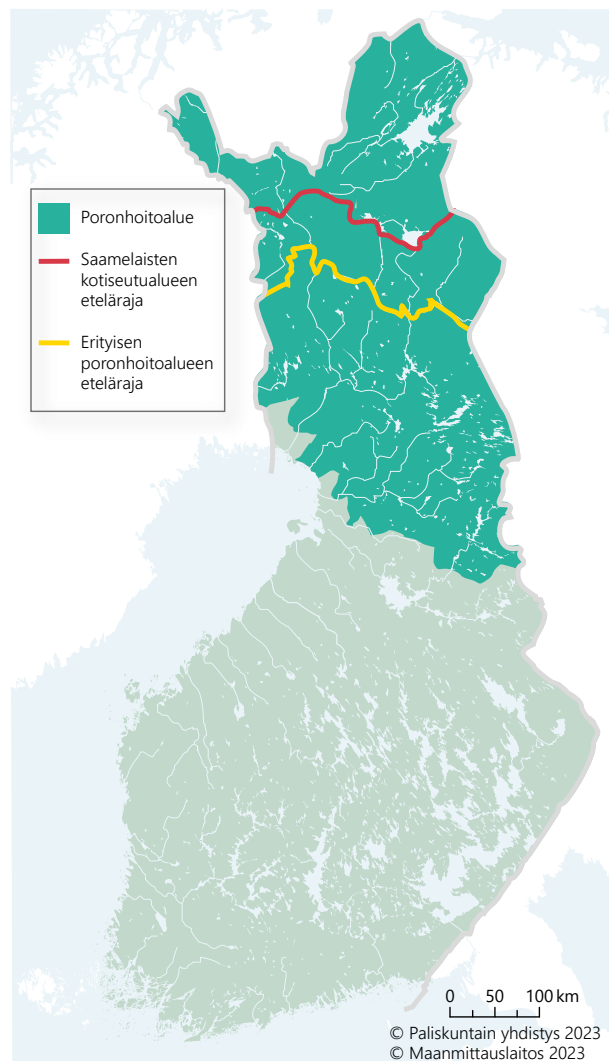 Poronhoitoalue
Saamelaisten
kotiseutualueen
eteläraja
Erityisen
poronhoitoalueen
eteläraja
0 50 100 km
© Paliskuntain yhdistys 2023
© Maanmittauslaitos 2023